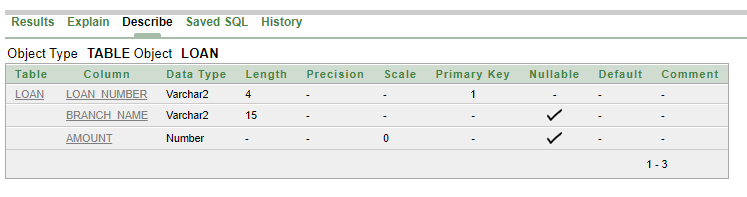 Results Explain Describe Saved SQL History
Object Type TABLE Object LOAN
Table Column Data Type Length Precision Scale Primary Key Nullable Default Comment
LOAN LOAN_NUMBER Varchar2 4 - - 1 - - -
BRANCH_NAME Varchar2 15 - - - ✓ - -
AMOUNT Number - - 0 - ✓ - -
1 - 3